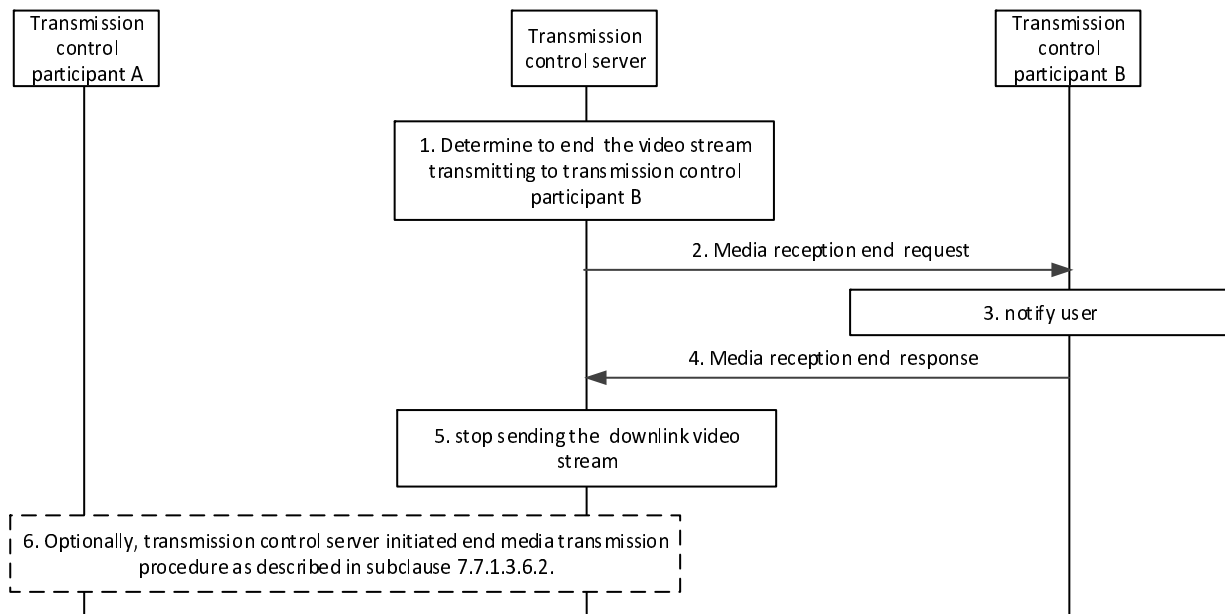 Transmission
control
participant A
Transmission
control server
Transmission
control
participant B
1. Determine to end the video stream
transmitting to transmission control
participant B
2. Media reception end request
3. notify user
4. Media reception end response
5. stop sending the downlink video
stream
6. Optionally, transmission control server initiated end media transmission
procedure as described in subclause 7.7.1.3.6.2.